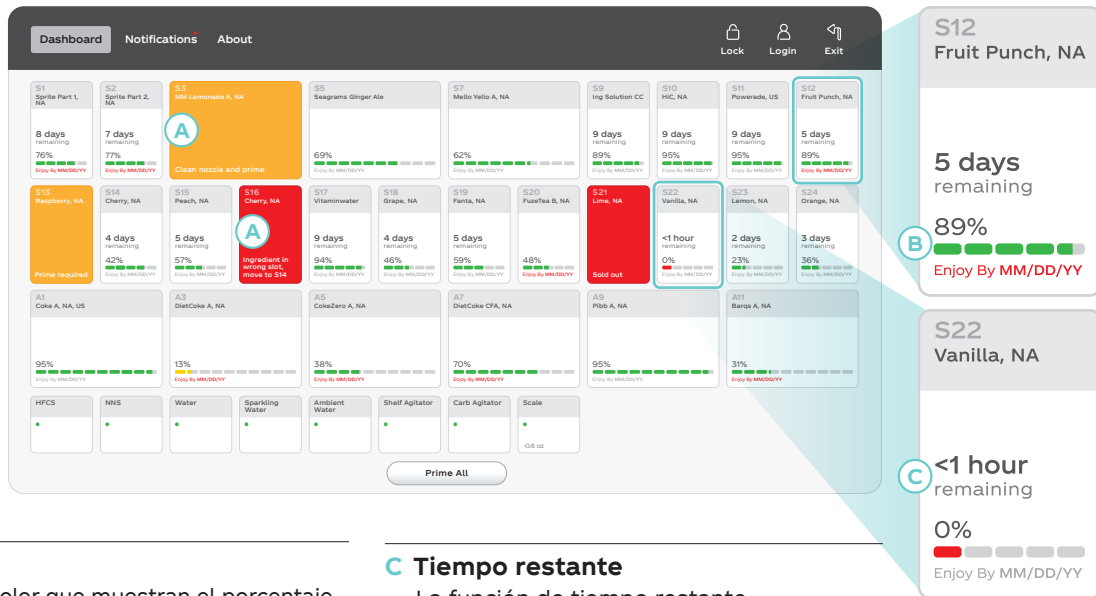 Dashboard Notifications About Lock Login Exit
S1
Sprite Part 1, NA
8 days
remaining
76%
Enjoy By MM/DD/YY
S2
Sprite Part 2, NA
7 days
remaining
77%
Enjoy By MM/DD/YY
S3
MM Lemonade A, NA
A
Clean nozzle and prime
S5
Seagrams Ginger Ale
69%
Enjoy By MM/DD/YY
S7
Mello Yello A, NA
62%
Enjoy By MM/DD/YY
S9
Ing Solution CC
9 days
remaining
89%
Enjoy By MM/DD/YY
S10
HiC, NA
9 days
remaining
95%
Enjoy By MM/DD/YY
S11
Powerade, US
9 days
remaining
95%
Enjoy By MM/DD/YY
S12
Fruit Punch, NA
5 days
remaining
89%
Enjoy By MM/DD/YY
S13
Raspberry, NA
Prime required
S14
Cherry, NA
4 days
remaining
42%
Enjoy By MM/DD/YY
S15
Peach, NA
5 days
remaining
57%
Enjoy By MM/DD/YY
S16
Cherry, NA
A
Ingredient in
wrong slot,
move to S14
S17
Vitaminwater
9 days
remaining
94%
Enjoy By MM/DD/YY
S18
Grape, NA
4 days
remaining
46%
Enjoy By MM/DD/YY
S19
Fanta, NA
5 days
remaining
59%
Enjoy By MM/DD/YY
S20
FuzeTea B, NA
48%
Enjoy By MM/DD/YY
S21
Lime, NA
Sold out
S22
Vanilla, NA
<1 hour
remaining
0%
Enjoy By MM/DD/YY
S23
Lemon, NA
2 days
remaining
23%
Enjoy By MM/DD/YY
S24
Orange, NA
3 days
remaining
36%
Enjoy By MM/DD/YY
A1
Coke A, NA, US
95%
Enjoy By MM/DD/YY
A3
DietCoke A, NA
13%
Enjoy By MM/DD/YY
A5
CokeZero A, NA
38%
Enjoy By MM/DD/YY
A7
DietCoke CFA, NA
70%
Enjoy By MM/DD/YY
A9
Pibb A, NA
95%
Enjoy By MM/DD/YY
A11
Barqs A, NA
31%
Enjoy By MM/DD/YY
HFCS
NNS
Water
Sparkling
Water
Ambient
Water
Shelf Agitator
Carb Agitator
Scale
-0.6 oz
Prime All
S12
Fruit Punch, NA
5 days
remaining
B
89%
Enjoy By MM/DD/YY
S22
Vanilla, NA
C
<1 hour
remaining
0%
Enjoy By MM/DD/YY
C Tiempo restante
que muestran el porcentaje
La función de tiempo restante